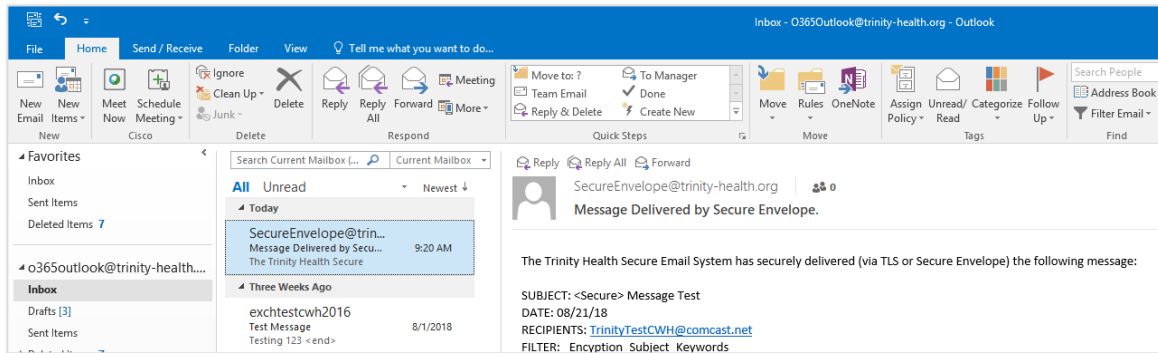 Inbox - O365Outlook@trinity-health.org - Outlook
File Home Send / Receive Folder View Tell me what you want to do...
New Email
New Items
Meet Now
Schedule Meeting
Ignore
Clean Up
Junk
Delete
Reply
Reply All
Forward
Meeting
More
Move to: ?
Team Email
Reply & Delete
To Manager
Done
Create New
Move
Rules
OneNote
Assign Policy
Unread/ Read
Categorize
Follow Up
Search People
Address Book
Filter Email
New Cisco Delete Respond Quick Steps Move Tags Find
Favorites
Inbox
Sent Items
Deleted Items 7
o365outlook@trinity-health....
Inbox
Drafts [3]
Sent Items
Search Current Mailbox (... Current Mailbox
All Unread Newest
Today
SecureEnvelope@trin...
Message Delivered by Secu... 9:20 AM
The Trinity Health Secure
Three Weeks Ago
exchtestcwh2016
Test Message 8/1/2018
Testing 123 <end>
Reply Reply All Forward
SecureEnvelope@trinity-health.org 0
Message Delivered by Secure Envelope.
The Trinity Health Secure Email System has securely delivered (via TLS or Secure Envelope) the following message:
SUBJECT: <Secure> Message Test
DATE: 08/21/18
RECIPIENTS: TrinityTestCWH@comcast.net
FILTER: Encyption Subject Keywords